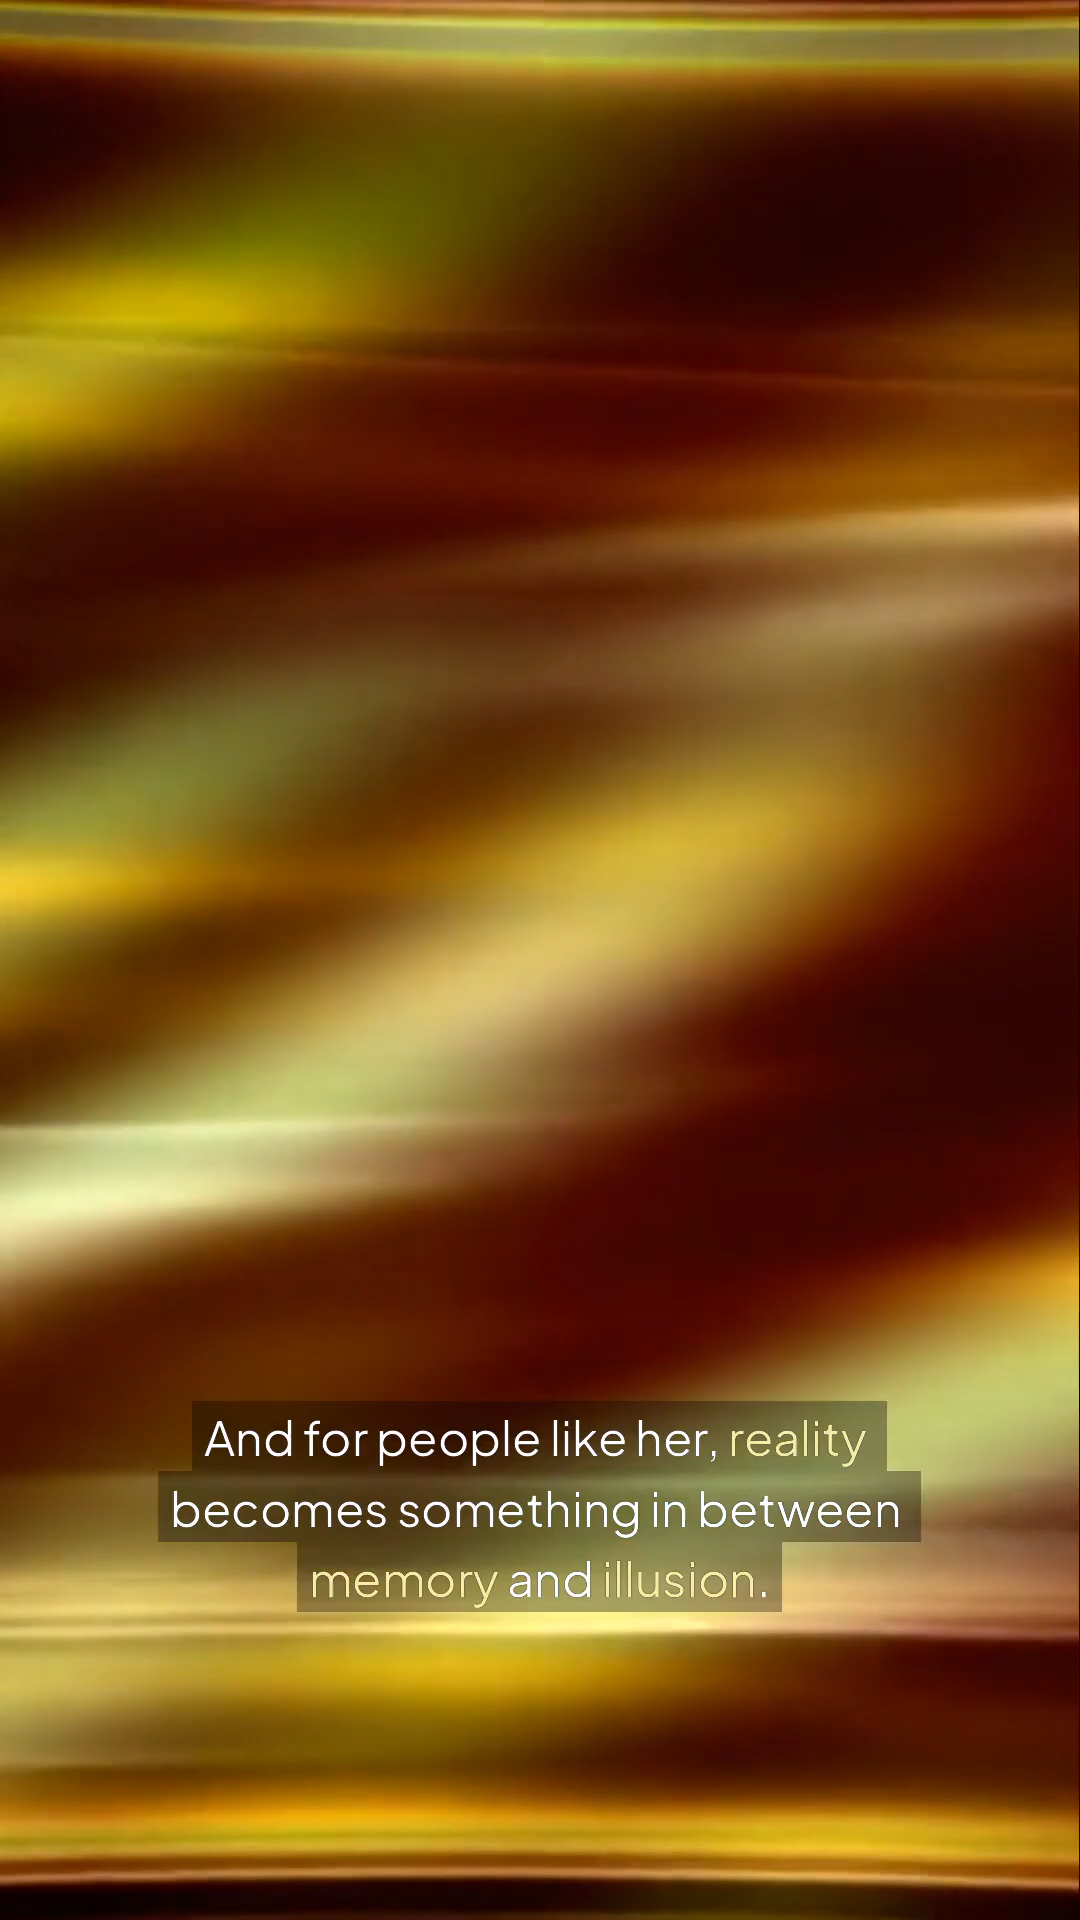 And for people like her, reality
becomes something in between
memory and illusion.